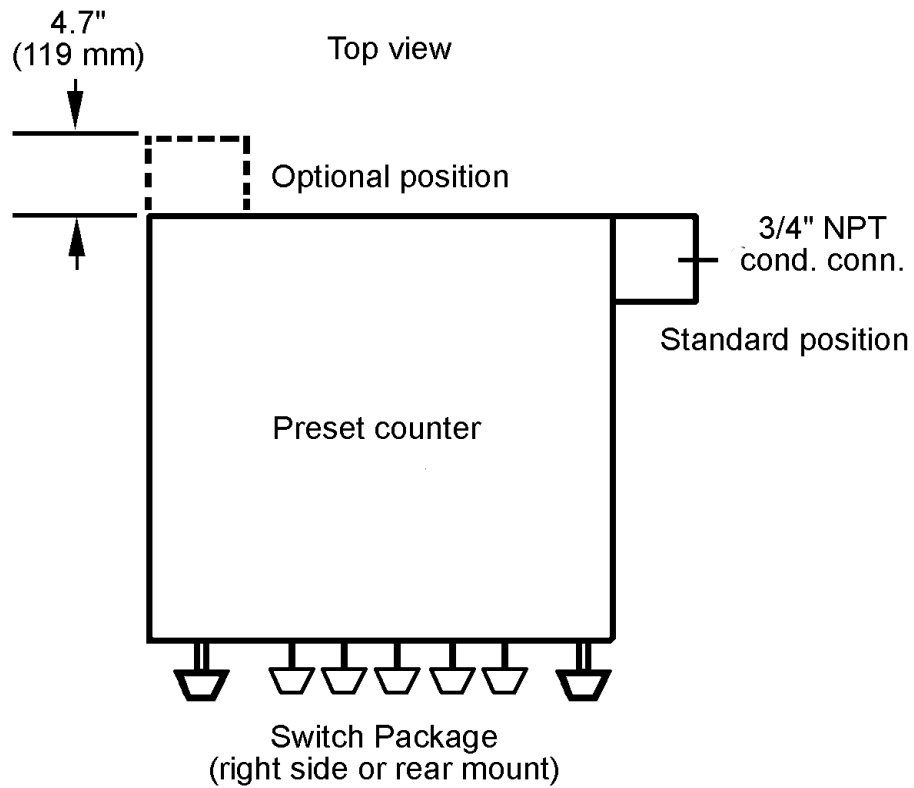 4.7"
(119 mm)
Top view
Optional position
3/4" NPT
cond. conn.
Standard position
Preset counter
Switch Package
(right side or rear mount)